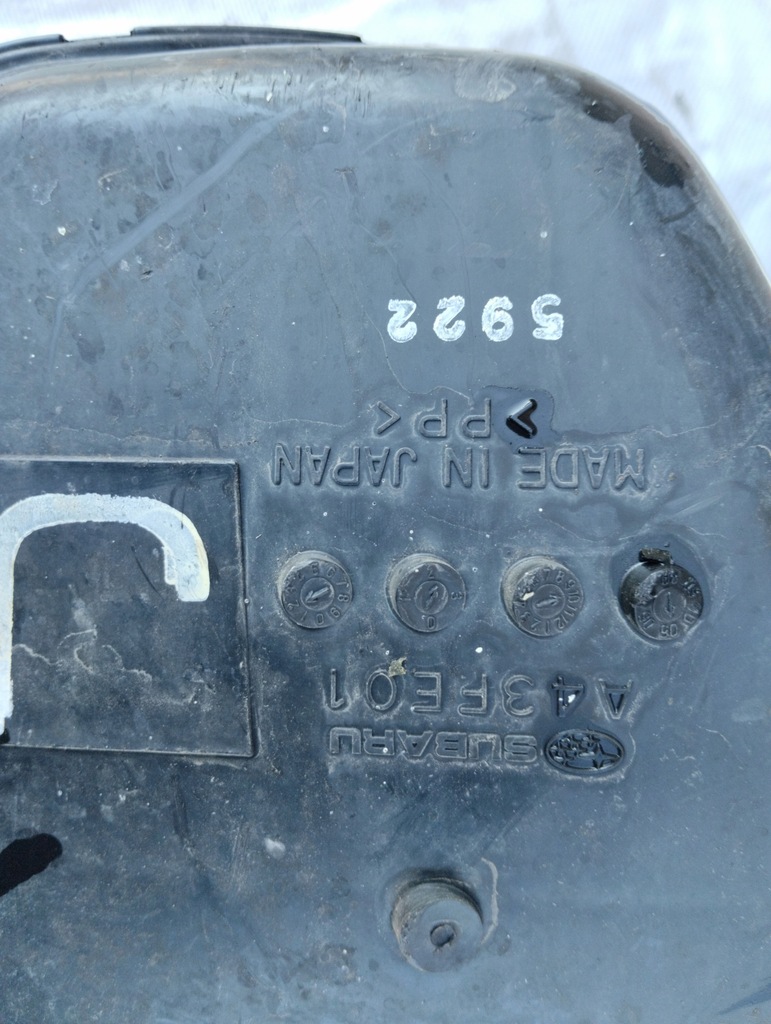 SUBARU
A43FE01
J
MADE IN JAPAN
>PP<
5922